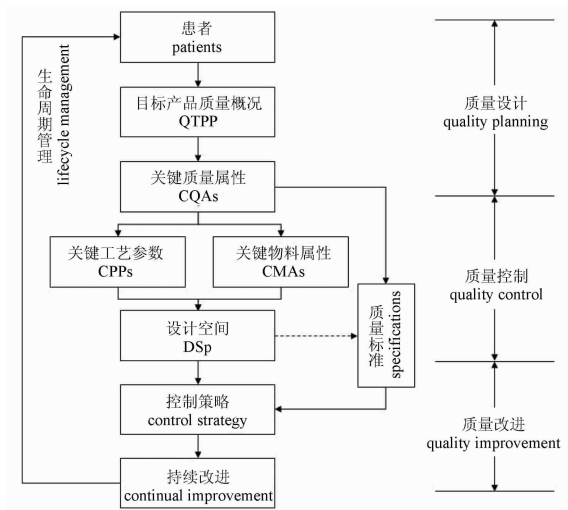 患者
patients
生命周期管理
lifecycle management
目标产品质量概况
QTPP
关键质量属性
CQAs
关键工艺参数
CPPs
关键物料属性
CMAs
设计空间
DSp
质量标准
specifications
控制策略
control strategy
持续改进
continual improvement
质量设计
quality planning
质量控制
quality control
质量改进
quality improvement